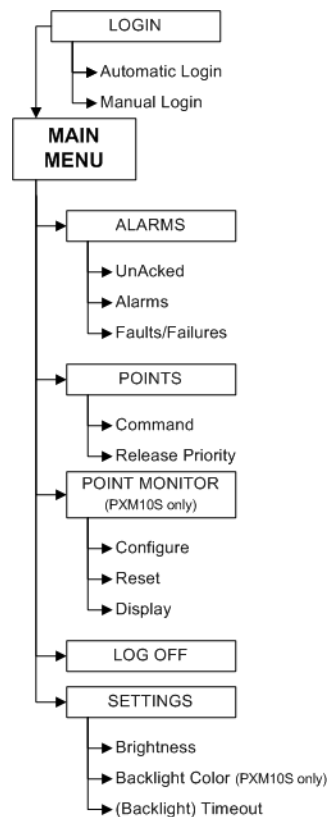 LOGIN
Automatic Login
Manual Login
MAIN
MENU
ALARMS
UnAcked
Alarms
Faults/Failures
POINTS
Command
Release Priority
POINT MONITOR
(PXM10S only)
Configure
Reset
Display
LOG OFF
SETTINGS
Brightness
Backlight Color (PXM10S only)
(Backlight) Timeout